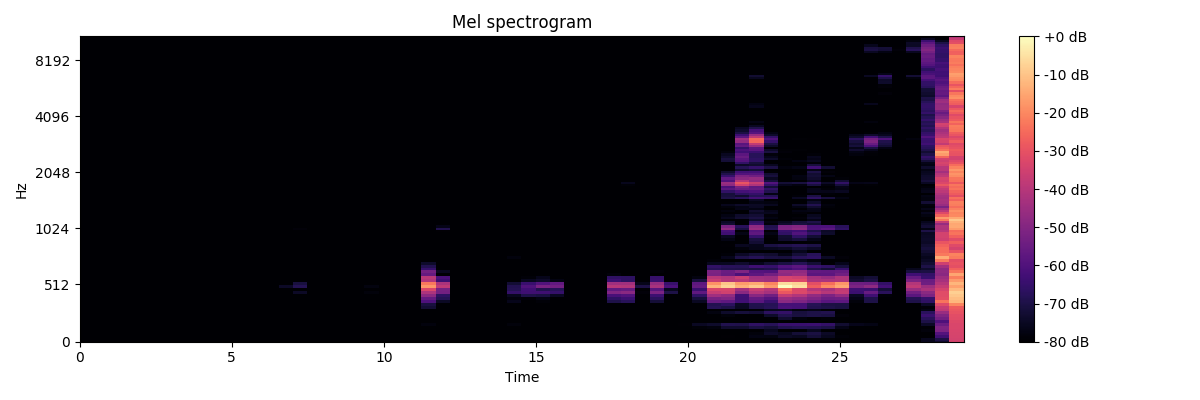 Mel spectrogram
8192
4096
2048
1024
512
0
Hz
0 5 10 15 20 25
Time
+0 dB
-10 dB
-20 dB
-30 dB
-40 dB
-50 dB
-60 dB
-70 dB
-80 dB